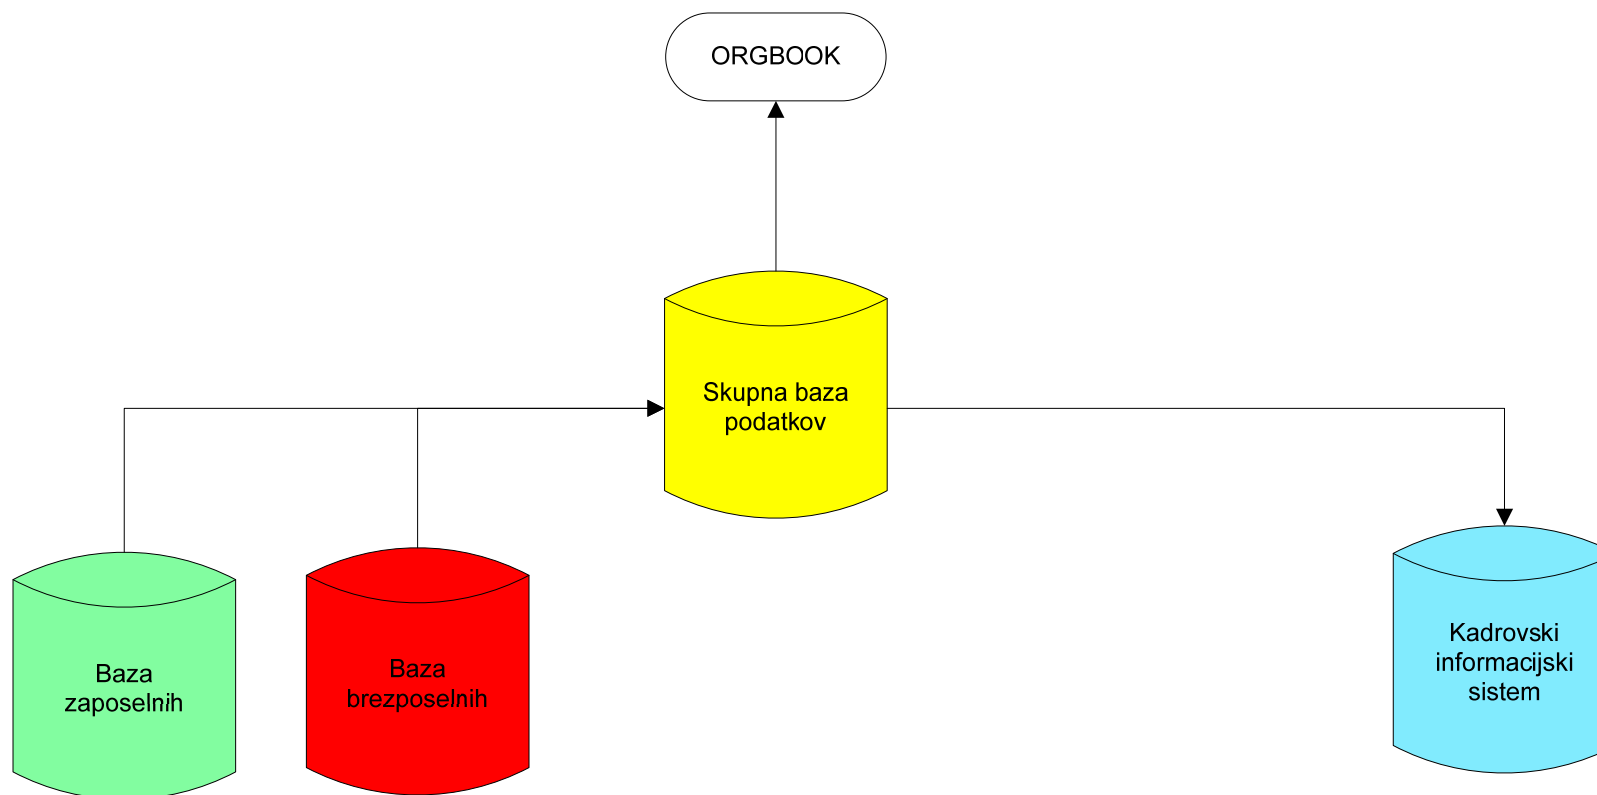 ORGBOOK
Skupna baza
podatkov
Baza
zaposelnih
Baza
brezposelnih
Kadrovski
informacijski
sistem